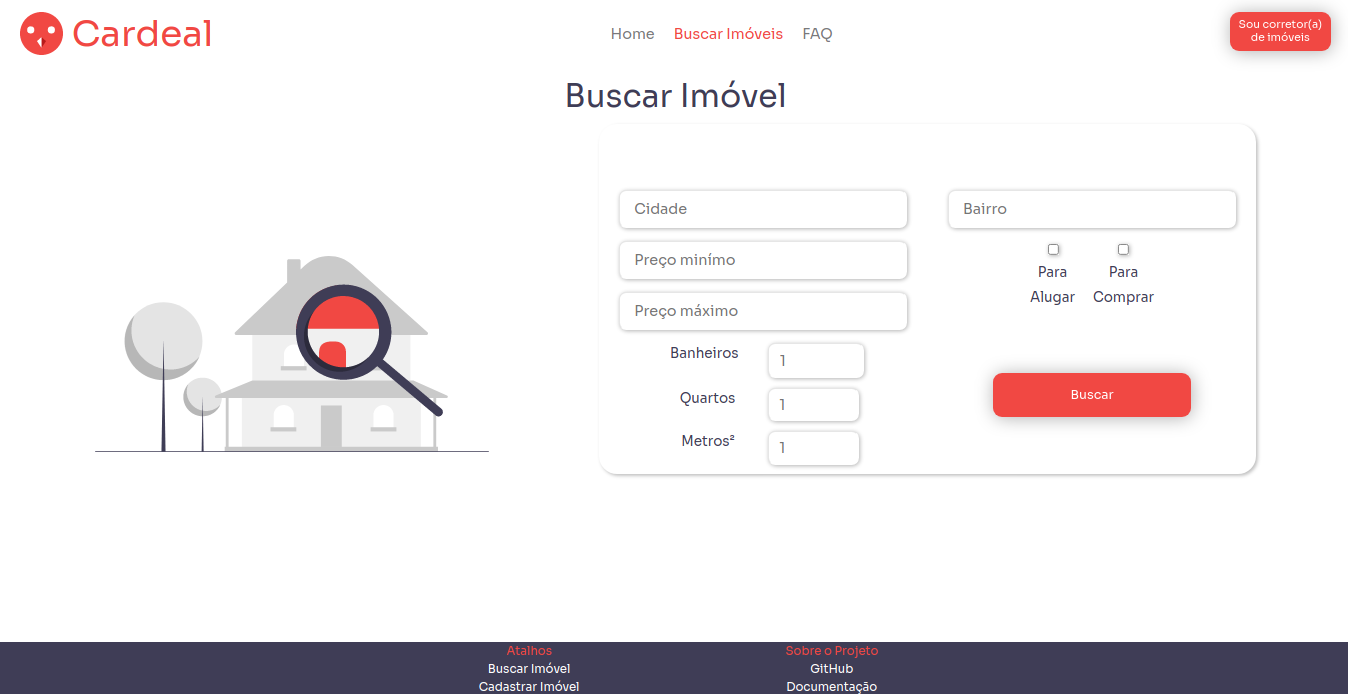 Cardeal
Home Buscar Imóveis FAQ
Sou corretor(a)
de imóveis
Buscar Imóvel
Cidade
Bairro
Preço minímo
Preço máximo
Para
Alugar
Para
Comprar
Banheiros
1
Quartos
1
Metros²
1
Buscar
Atalhos
Buscar Imóvel
Cadastrar Imóvel
Sobre o Projeto
GitHub
Documentação